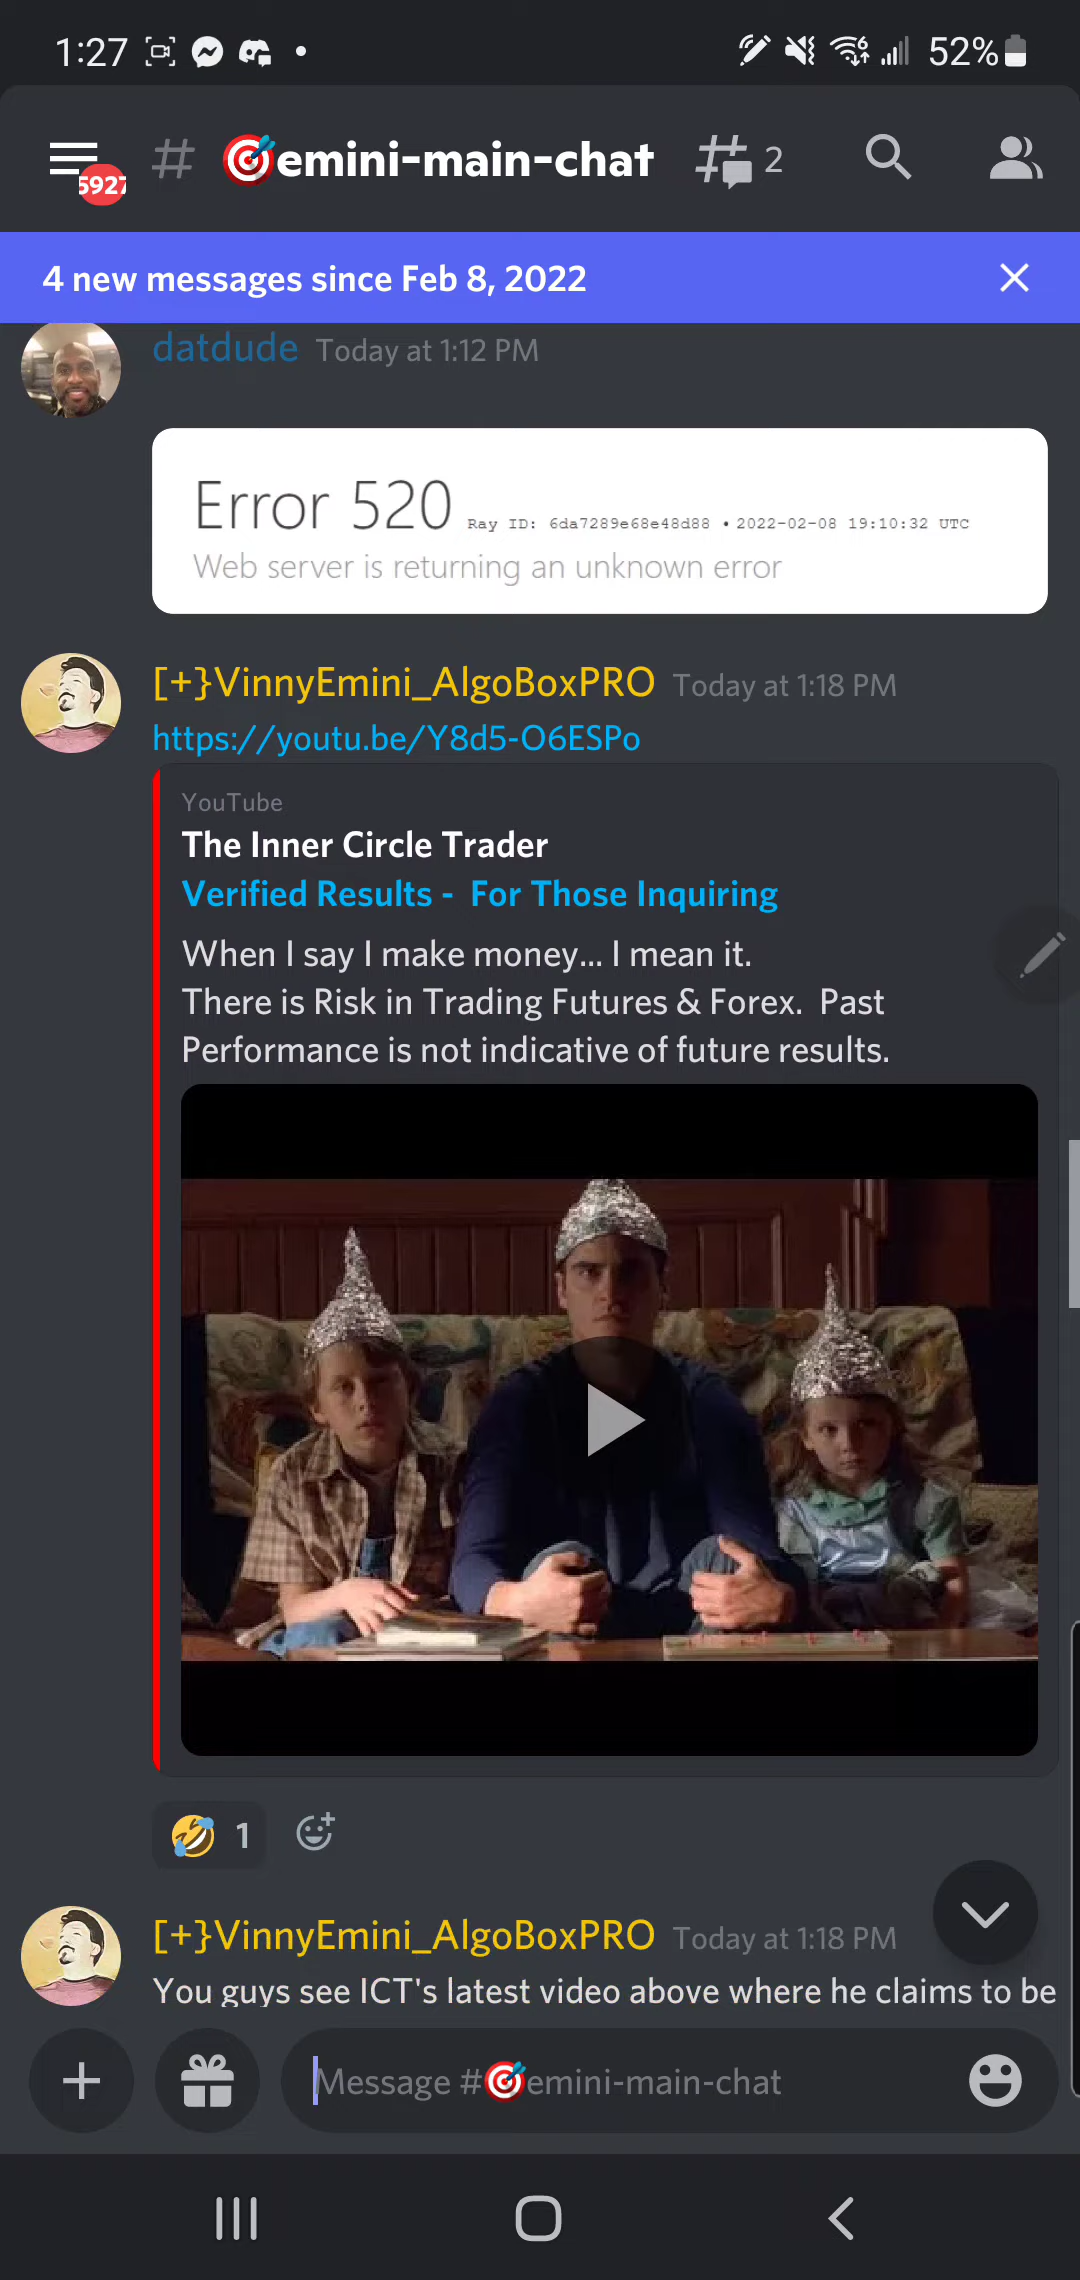 1:27 52%
5927 # 🎯emini-main-chat 2
4 new messages since Feb 8, 2022
datdude Today at 1:12 PM
Error 520 Ray ID: 6da7289e68e48d88 • 2022-02-08 19:10:32 UTC
Web server is returning an unknown error
[+}VinnyEmini_AlgoBoxPRO Today at 1:18 PM
https://youtu.be/Y8d5-O6ESPo
YouTube
The Inner Circle Trader
Verified Results - For Those Inquiring
When I say I make money... I mean it.
There is Risk in Trading Futures & Forex. Past
Performance is not indicative of future results.
🤣 1
[+}VinnyEmini_AlgoBoxPRO Today at 1:18 PM
You guys see ICT's latest video above where he claims to be
Message #🎯emini-main-chat